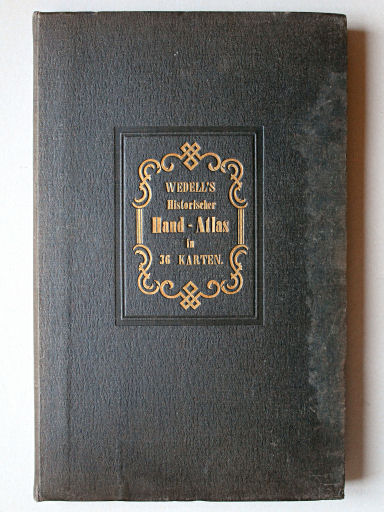 WEDELL'S
Historischer
Hand-Atlas
in
36 KARTEN.